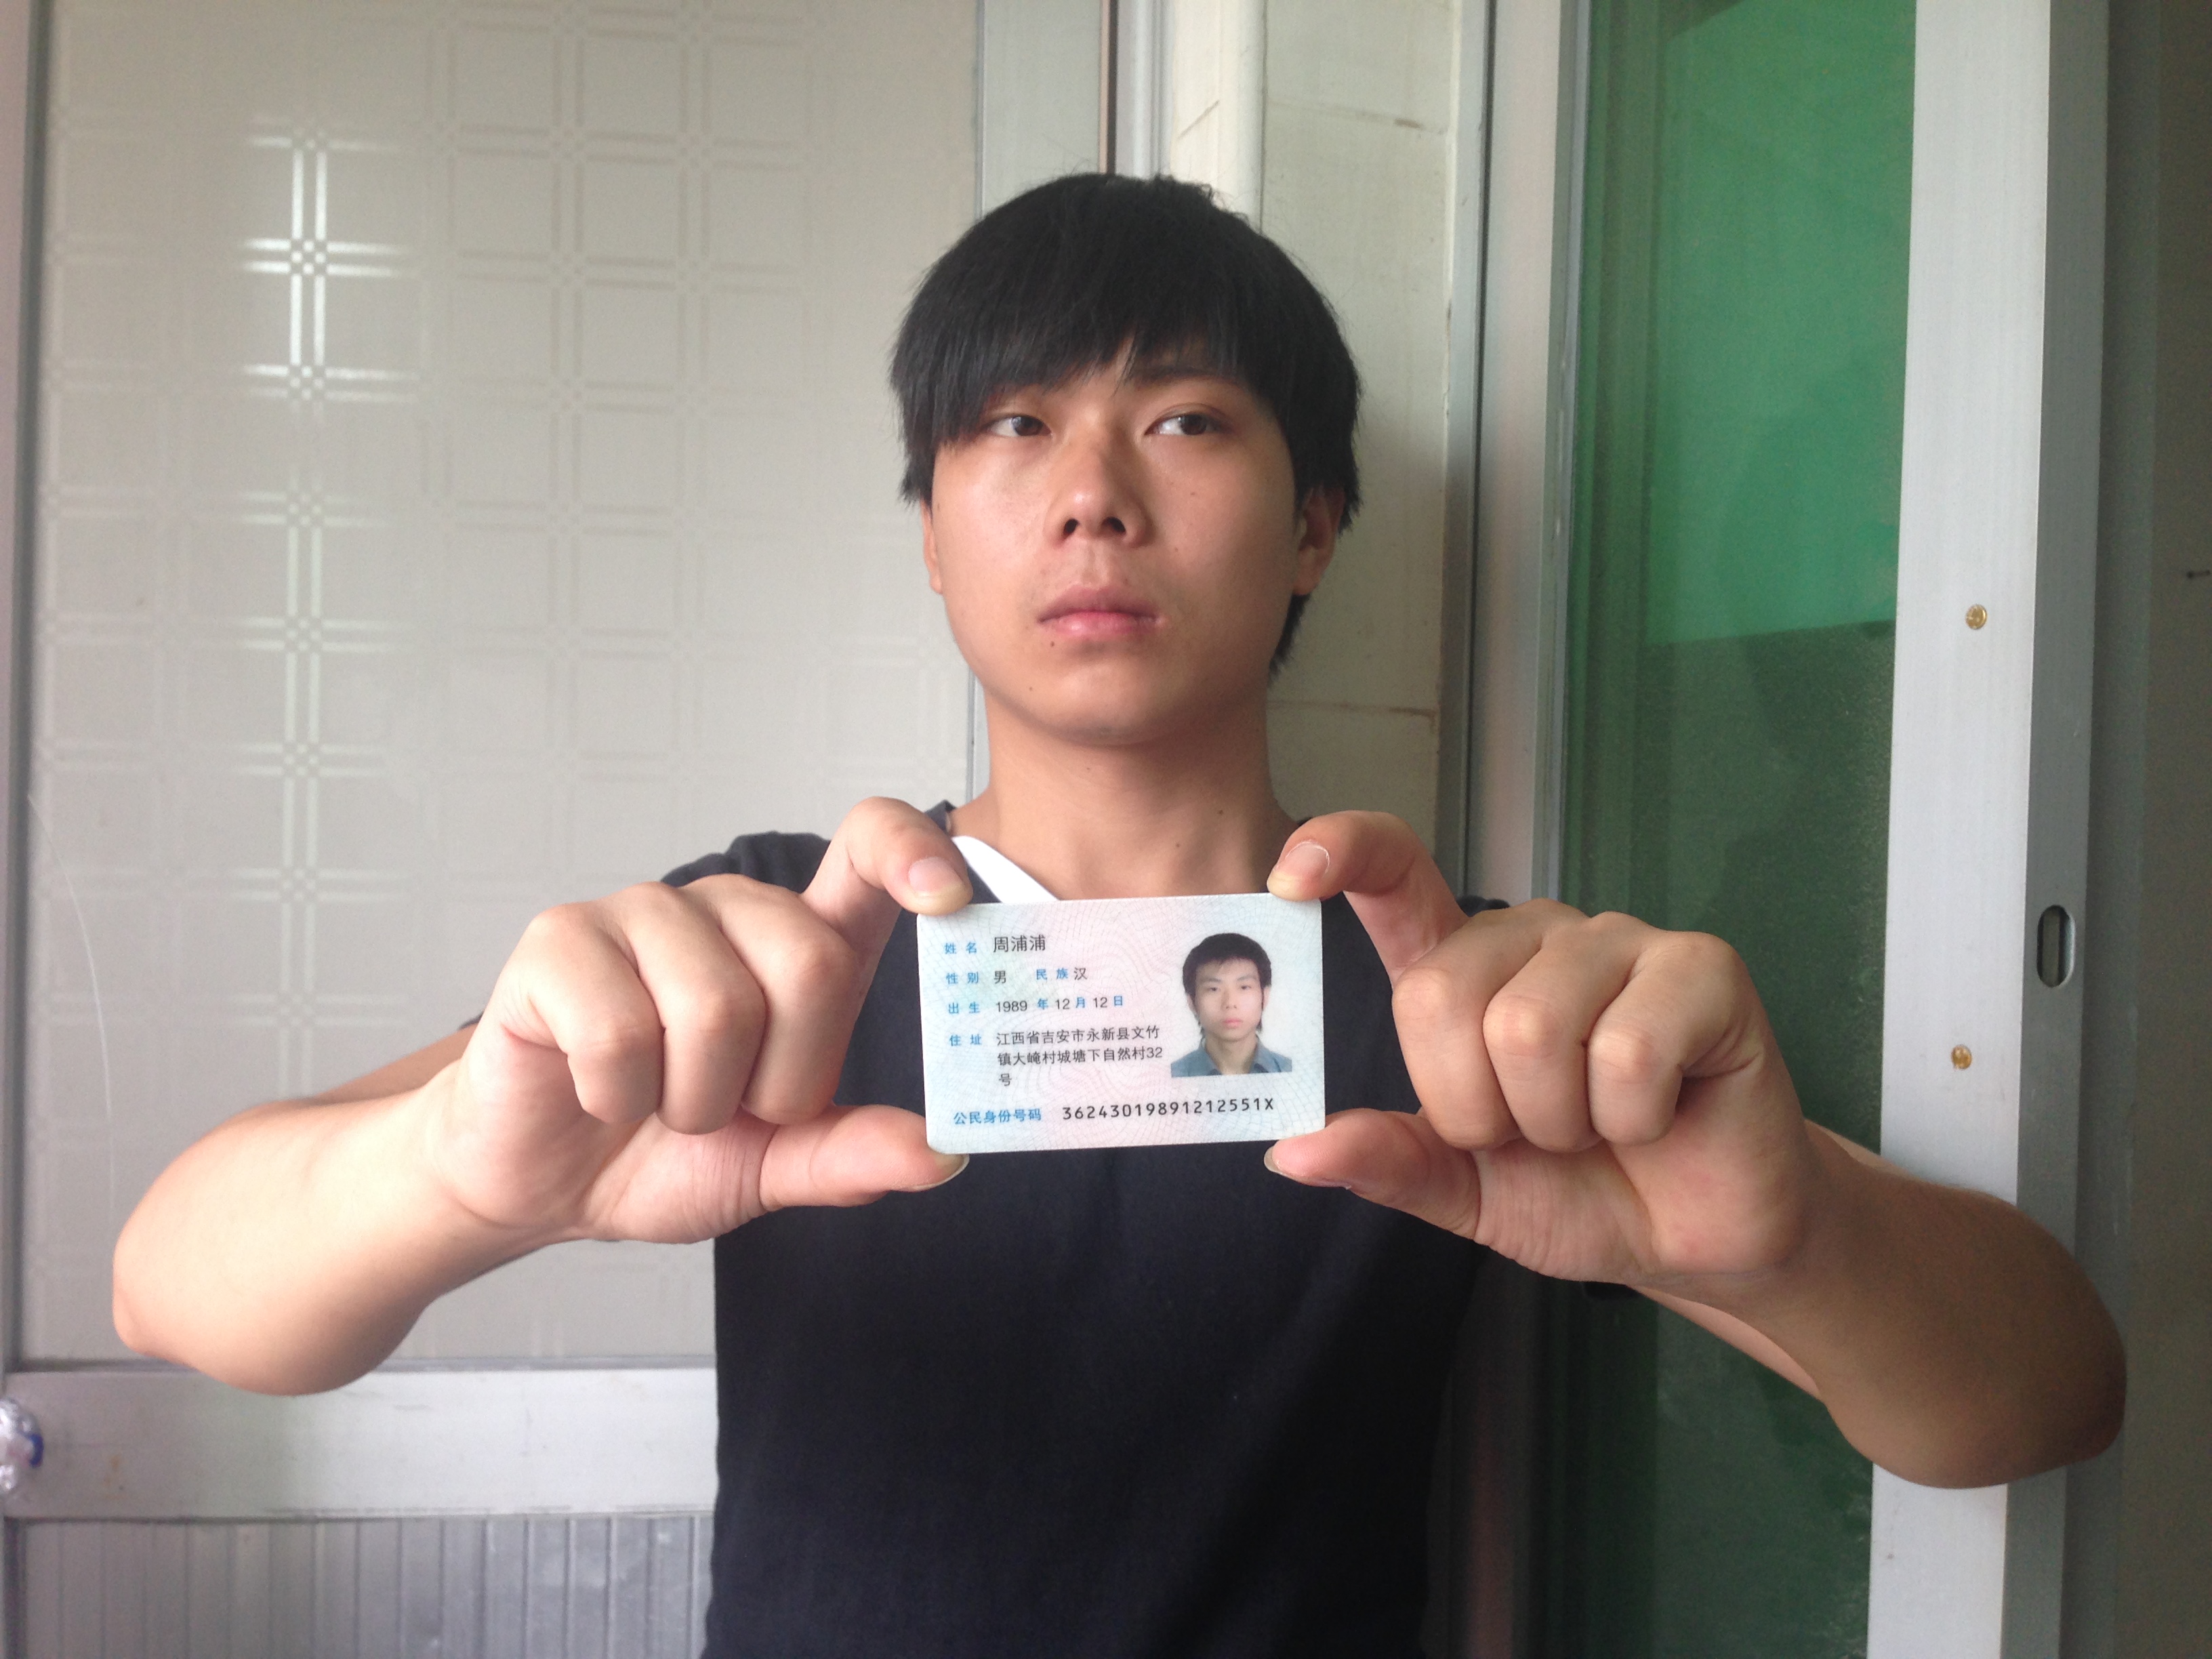 姓名 周浦浦
性别 男 民族 汉
出生 1989 年 12 月 12 日
住址 江西省吉安市永新县文竹
镇大崦村城塘下自然村32
号
公民身份号码 36243019891212551X